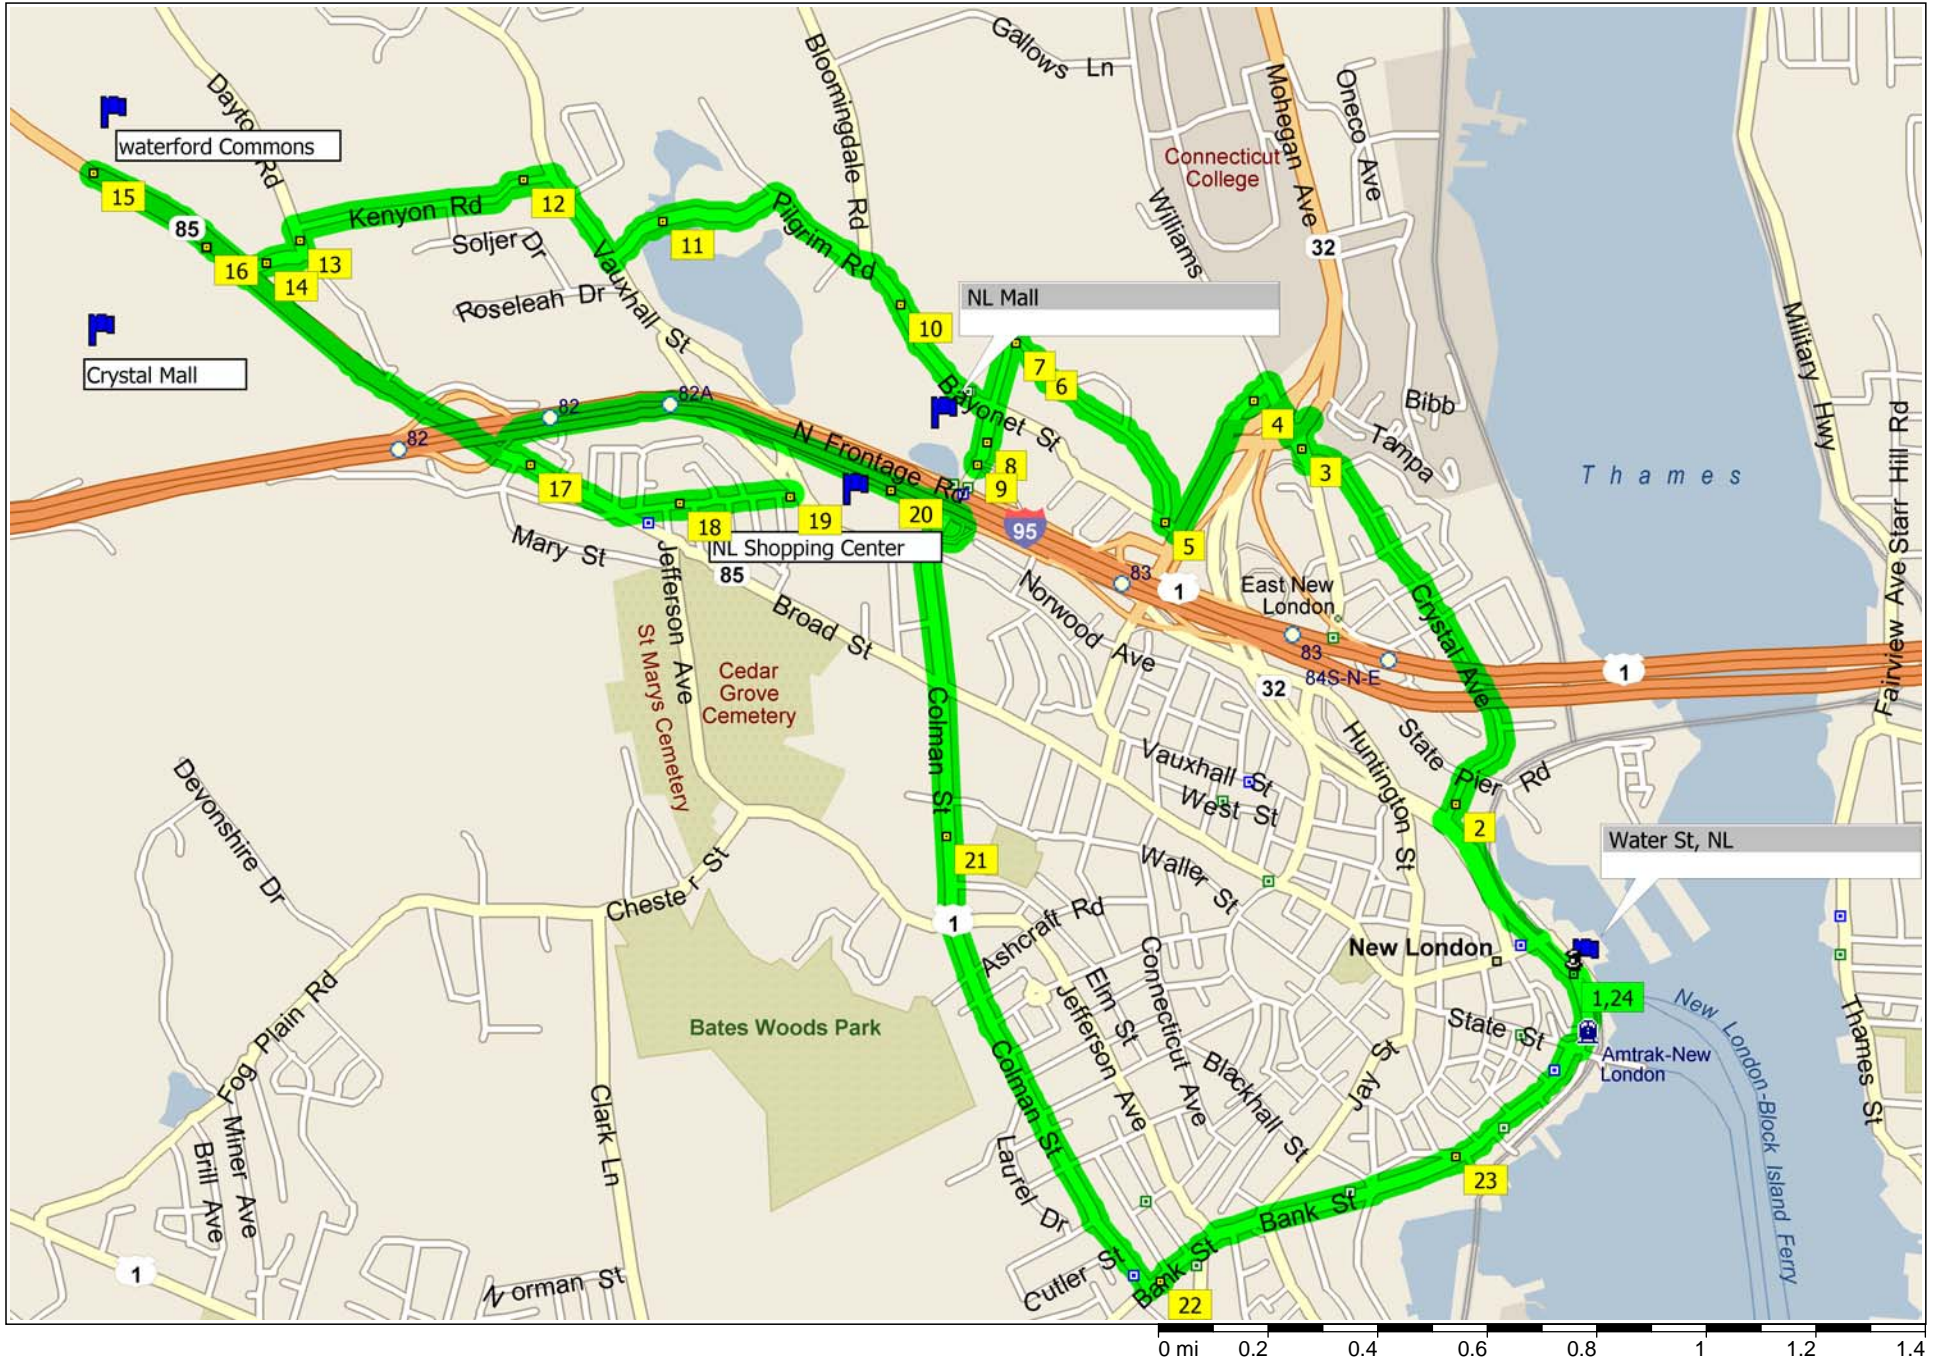 Gallows Ln
Bloomingdale Rd
Mohegan Ave
Oneco Ave
Dayto Rd
waterford Commons
Connecticut
College
Williams
15
85
Kenyon Rd
12
Pilgrim Rd
32
Soljer Dr
11
13
16
14
Vauxhall St
Roseleah Dr
NL Mall
10
Military Hwy
Crystal Mall
7
6
Bayonet St
Bibb
Tampa
82
82A
82
4
N Frontage Rd
8
3
Thames
Starr Hill Rd
17
9
18
19
20
95
5
Mary St
NL Shopping Center
85
Jefferson Ave
83
1
East New
London
Norwood Ave
Crystal Ave
Broad St
St Marys Cemetery
Cedar
Grove
Cemetery
83
84S-N-E
1
32
Fairview Ave
Colman St
Huntington St
State Pier Rd
Vauxhall St
West St
Devonshire Dr
2
Water St, NL
21
Waller St
Chester St
1
Ashcraft Rd
New London
3
1,24
Fog Plain Rd
Elm St
Connecticut Ave
Jefferson Ave
Bates Woods Park
State St
New London-Block Island Ferry
Amtrak-New
London
Thames St
Colman St
Blackhall St
Jay St
Clark Ln
Miner Ave
Brill Ave
Laurel Dr
23
Bank St
1
Norman St
Cutler St
Bank St
22
0 mi 0.2 0.4 0.6 0.8 1 1.2 1.4